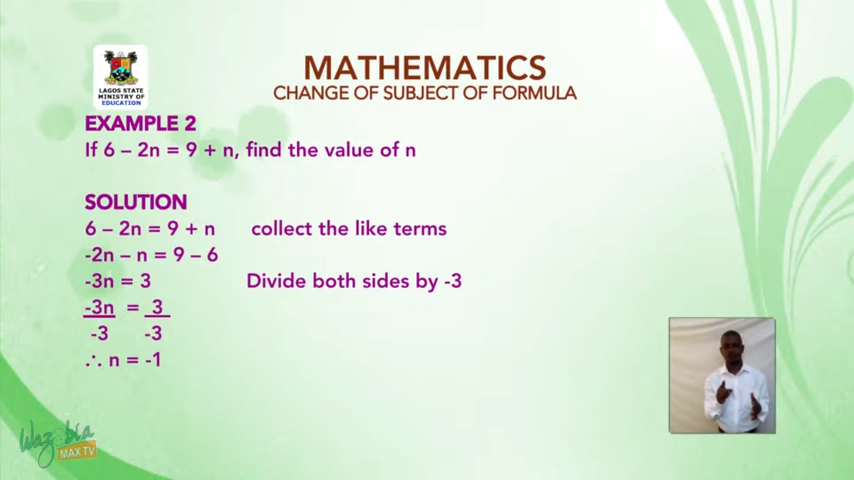 LAGOS STATE
MINISTRY OF
EDUCATION
MATHEMATICS
CHANGE OF SUBJECT OF FORMULA
EXAMPLE 2
If 6 – 2n = 9 + n, find the value of n
SOLUTION
6 – 2n = 9 + n collect the like terms
-2n – n = 9 – 6
-3n = 3 Divide both sides by -3
-3n = 3
-3 -3
∴ n = -1
Wazobia
MAX TV